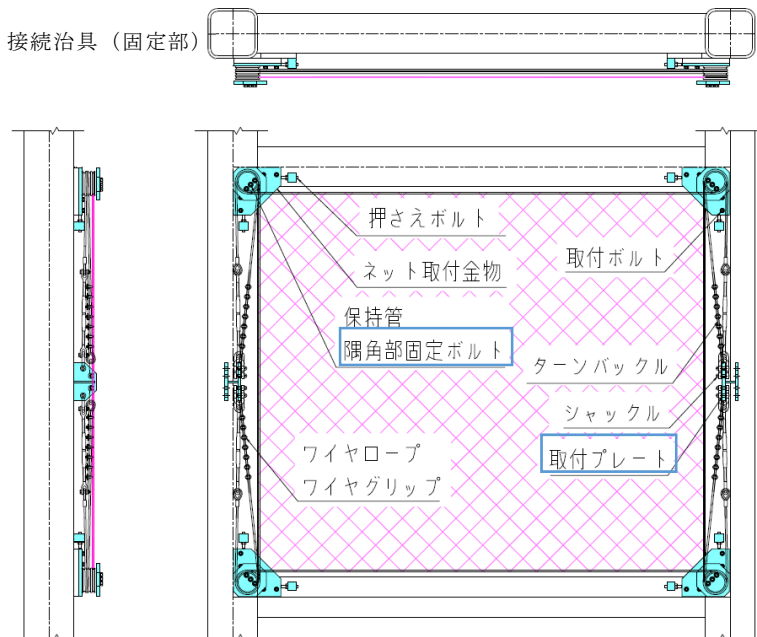 接続治具（固定部）
押さえボルト
取付ボルト
ネット取付金物
保持管
隅角部固定ボルト
ターンバックル
シャックル
取付プレート
ワイヤロープ
ワイヤグリップ